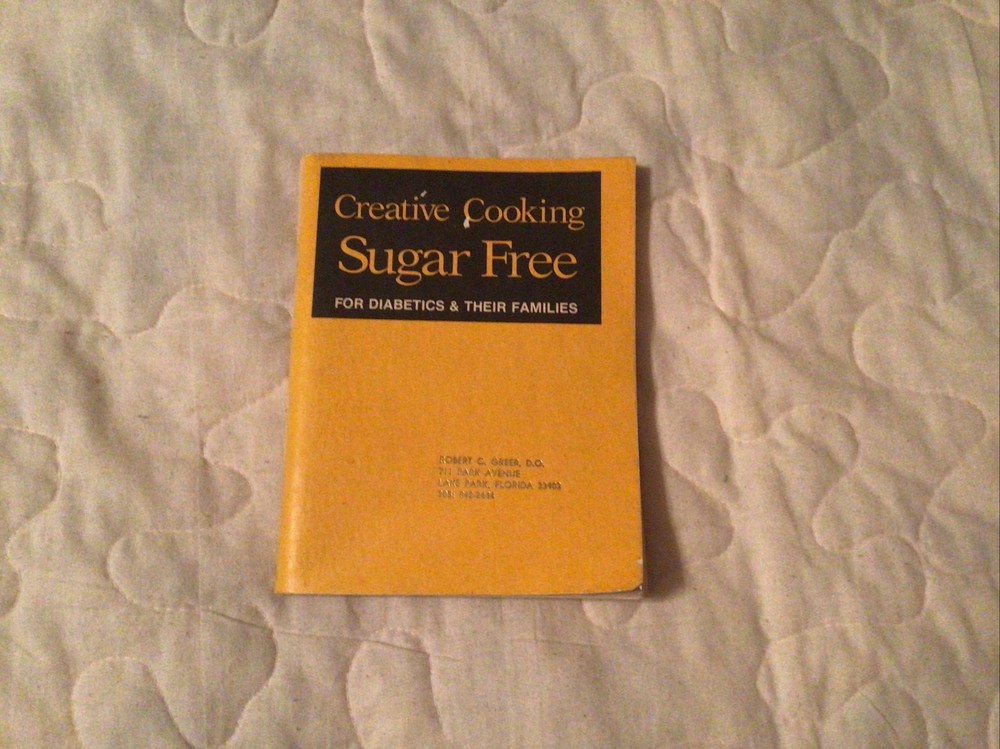 Creative Cooking
Sugar Free
FOR DIABETICS & THEIR FAMILIES
ROBERT C. GREER, D.O.
711 PARK AVENUE
LAKE PARK, FLORIDA 33403